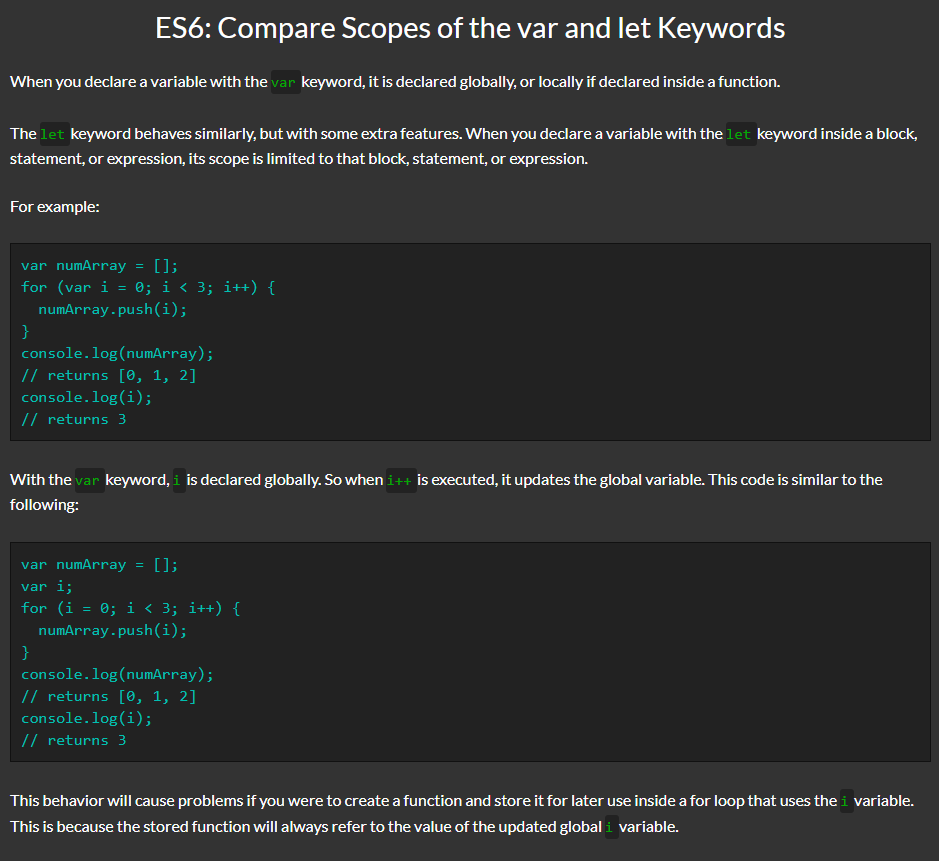 ES6: Compare Scopes of the var and let Keywords
When you declare a variable with the var keyword, it is declared globally, or locally if declared inside a function.
The let keyword behaves similarly, but with some extra features. When you declare a variable with the let keyword inside a block,
statement, or expression, its scope is limited to that block, statement, or expression.
For example:
var numArray = [];
for (var i = 0; i < 3; i++) {
  numArray.push(i);
}
console.log(numArray);
// returns [0, 1, 2]
console.log(i);
// returns 3
With the var keyword, i is declared globally. So when i++ is executed, it updates the global variable. This code is similar to the
following:
var numArray = [];
var i;
for (i = 0; i < 3; i++) {
  numArray.push(i);
}
console.log(numArray);
// returns [0, 1, 2]
console.log(i);
// returns 3
This behavior will cause problems if you were to create a function and store it for later use inside a for loop that uses the i variable.
This is because the stored function will always refer to the value of the updated global i variable.